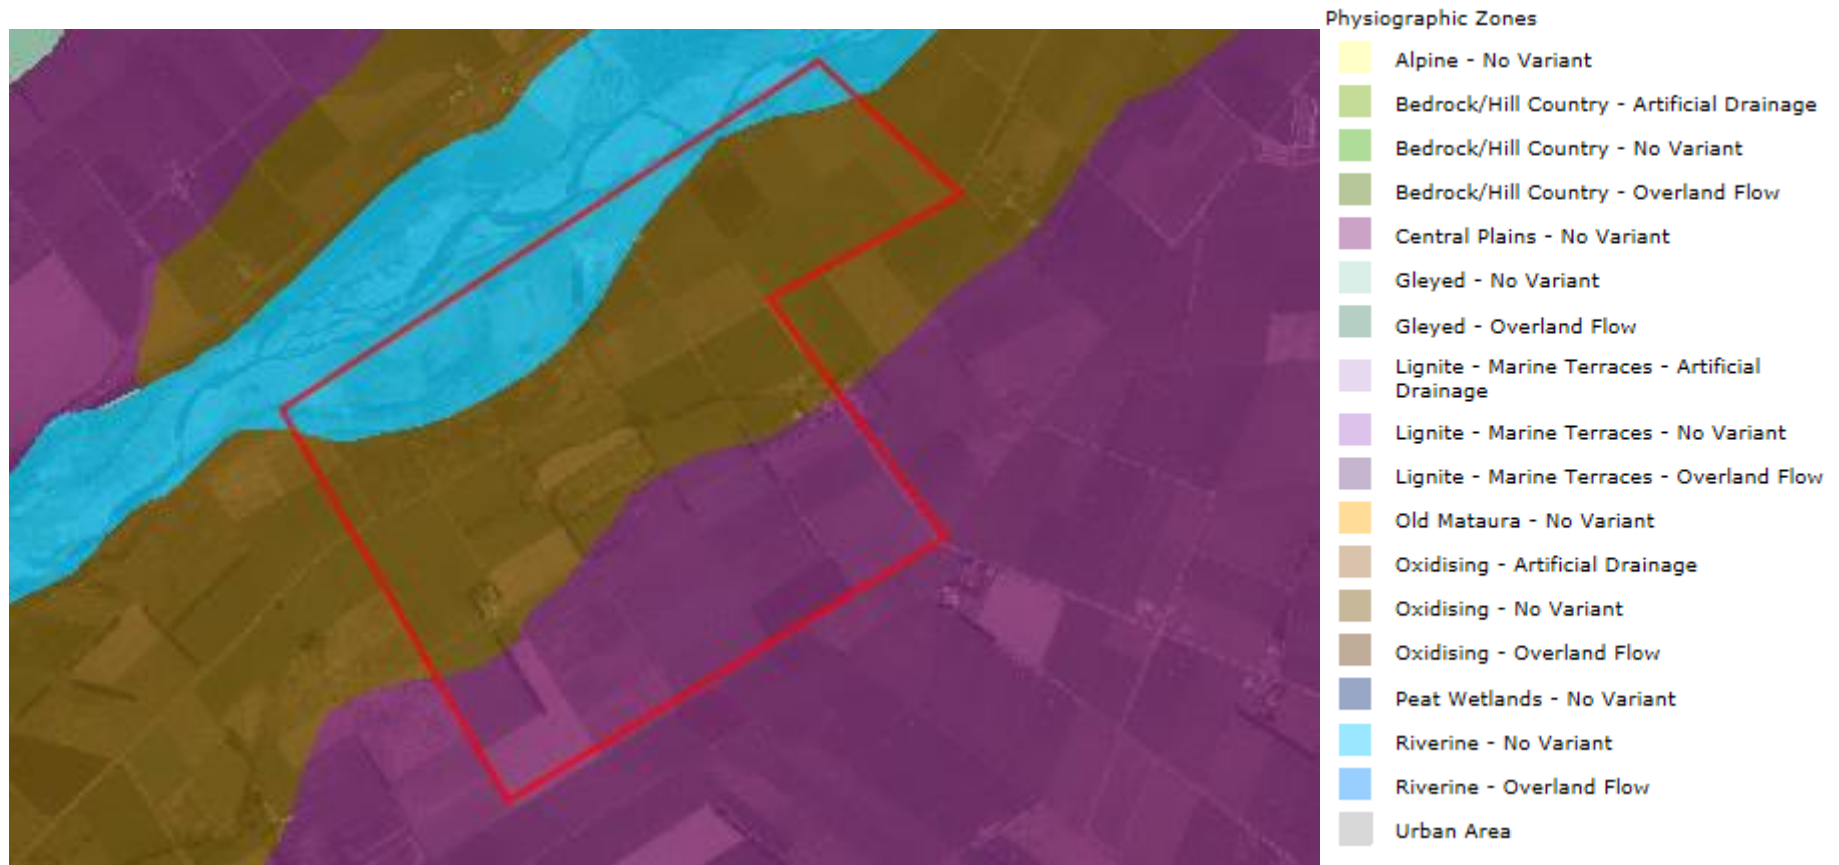 Physiographic Zones
Alpine - No Variant
Bedrock/Hill Country - Artificial Drainage
Bedrock/Hill Country - No Variant
Bedrock/Hill Country - Overland Flow
Central Plains - No Variant
Gleyed - No Variant
Gleyed - Overland Flow
Lignite - Marine Terraces - Artificial
Drainage
Lignite - Marine Terraces - No Variant
Lignite - Marine Terraces - Overland Flow
Old Mataura - No Variant
Oxidising - Artificial Drainage
Oxidising - No Variant
Oxidising - Overland Flow
Peat Wetlands - No Variant
Riverine - No Variant
Riverine - Overland Flow
Urban Area